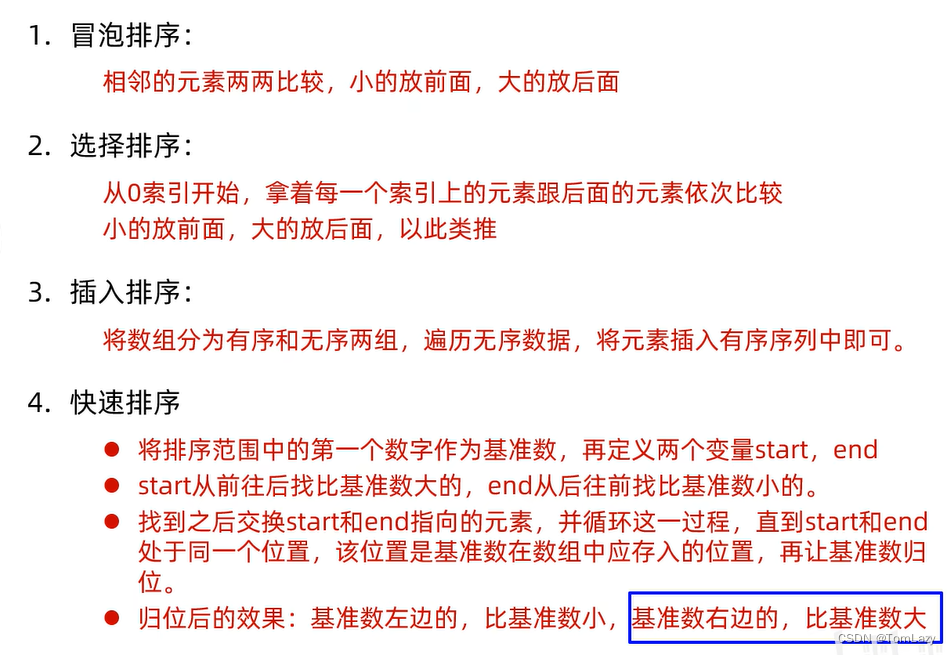 1. 冒泡排序：
相邻的元素两两比较，小的放前面，大的放后面
2. 选择排序：
从0索引开始，拿着每一个索引上的元素跟后面的元素依次比较
小的放前面，大的放后面，以此类推
3. 插入排序：
将数组分为有序和无序两组，遍历无序数据，将元素插入有序序列中即可。
4. 快速排序
● 将排序范围中的第一个数字作为基准数，再定义两个变量start，end
● start从前往后找比基准数大的，end从后往前找比基准数小的。
● 找到之后交换start和end指向的元素，并循环这一过程，直到start和end
处于同一个位置，该位置是基准数在数组中应存入的位置，再让基准数归
位。
● 归位后的效果：基准数左边的，比基准数小，基准数右边的，比基准数大
CSDN @TomLazy